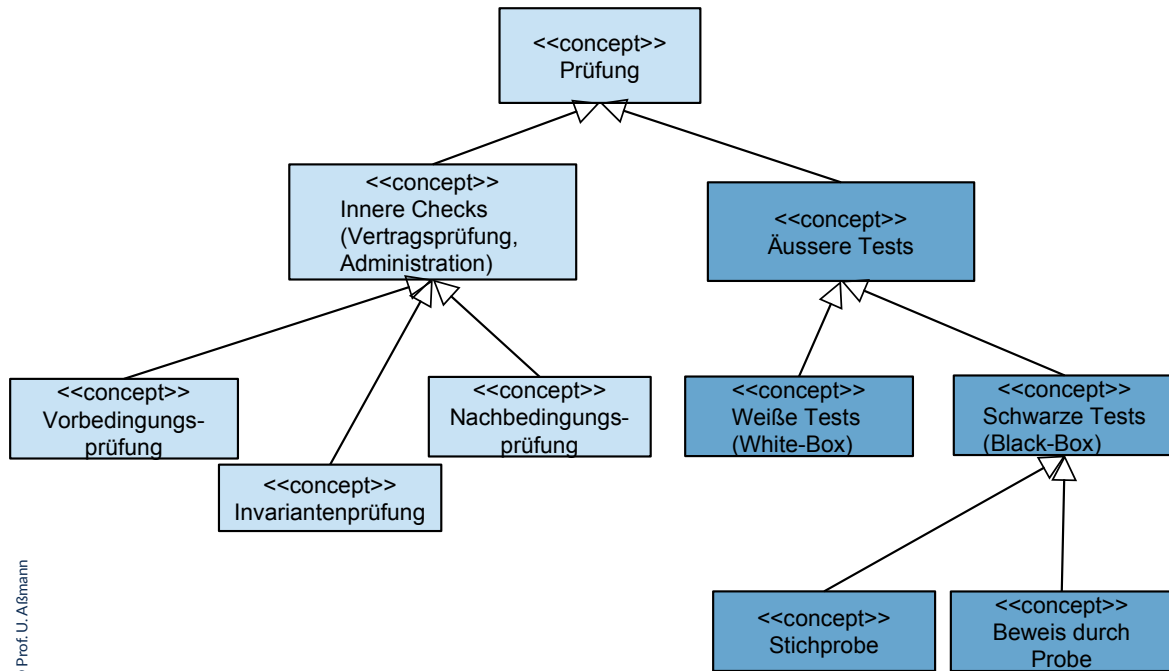 <<concept>>
Prüfung
<<concept>>
Innere Checks
(Vertragsprüfung,
Administration)
<<concept>>
Äussere Tests
<<concept>>
Vorbedingungs-
prüfung
<<concept>>
Invariantenprüfung
<<concept>>
Nachbedingungs-
prüfung
<<concept>>
Weiße Tests
(White-Box)
<<concept>>
Schwarze Tests
(Black-Box)
<<concept>>
Stichprobe
<<concept>>
Beweis durch
Probe
Prof. U. Aßmann